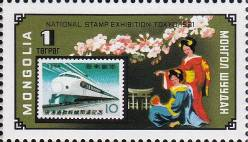 NATIONAL STAMP EXHIBITION TOKYO-1981
MONGOLIA
1
ТӨГРӨГ
10
МОНГОЛ ШУУДАН